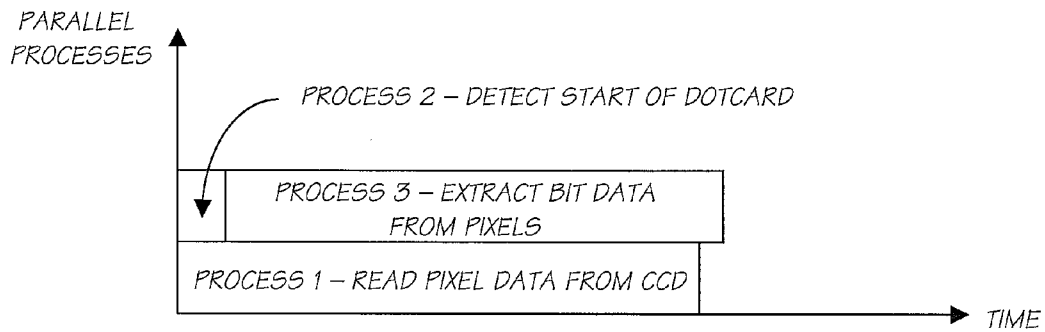 PARALLEL
PROCESSES
PROCESS 2 – DETECT START OF DOTCARD
PROCESS 3 – EXTRACT BIT DATA
FROM PIXELS
PROCESS 1 – READ PIXEL DATA FROM CCD
TIME